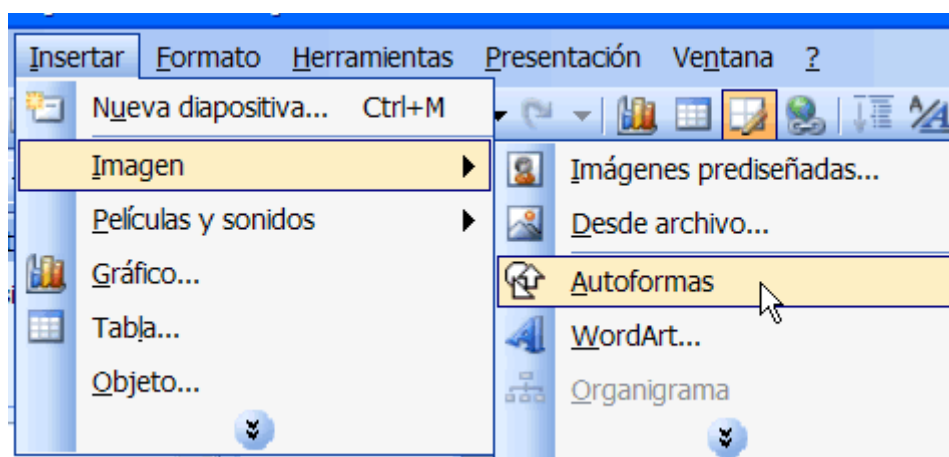 Insertar Formato Herramientas Presentación Ventana ?
Nueva diapositiva... Ctrl+M
Imagen
Películas y sonidos
Gráfico...
Tabla...
Objeto...
Imágenes prediseñadas...
Desde archivo...
Autoformas
WordArt...
Organigrama